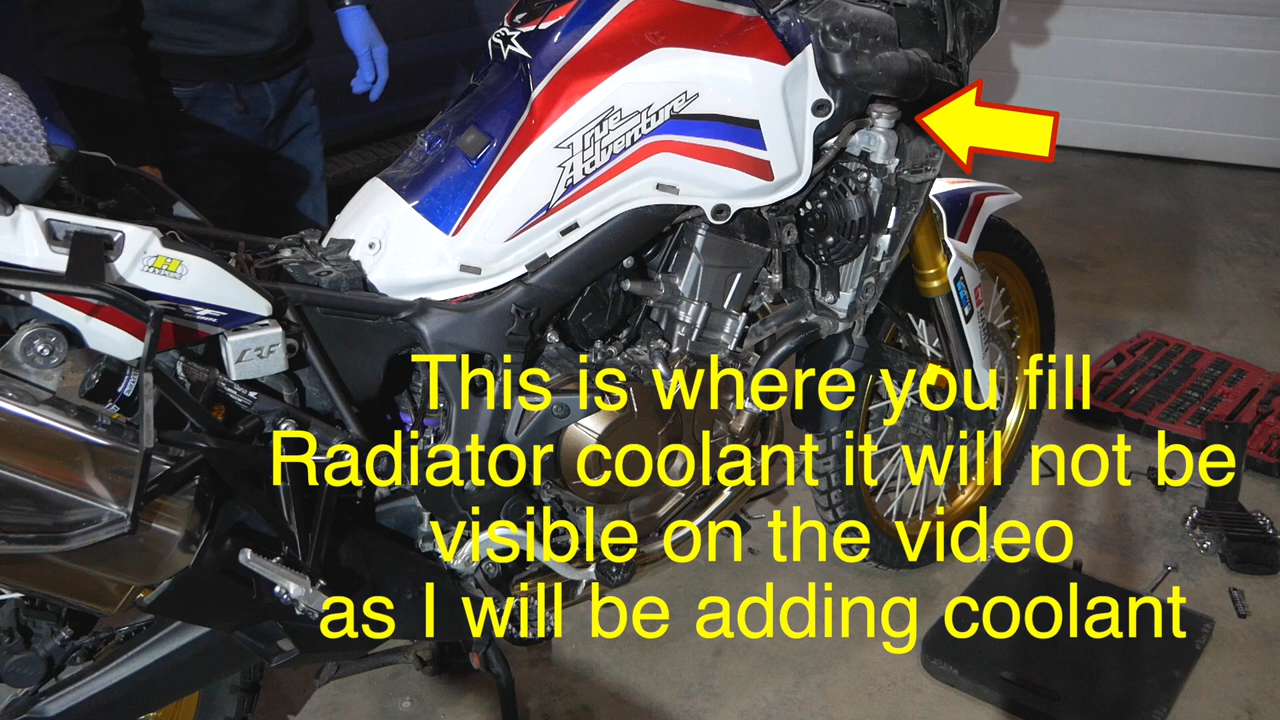 True
Adventure
CRF
This is where you fill
Radiator coolant it will not be
visible on the video
as I will be adding coolant